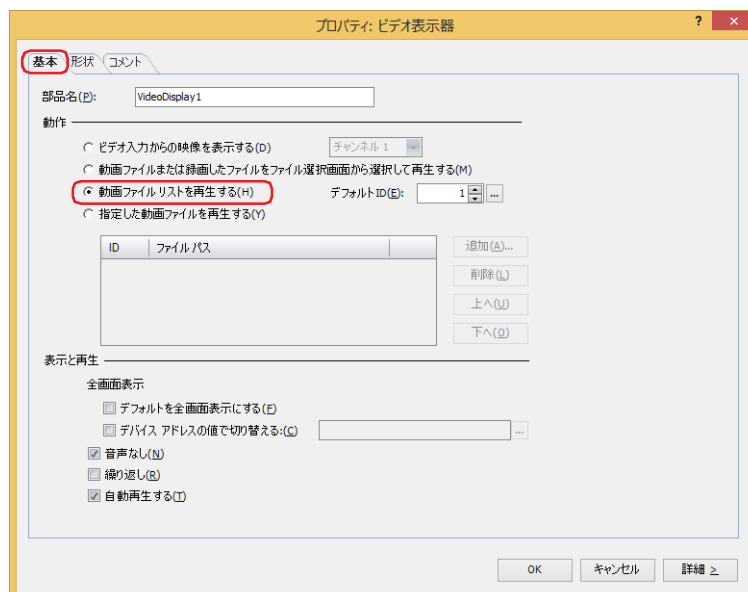 プロパティ: ビデオ表示器
? ×
基本 形状 コメント
部品名(P): VideoDisplay1
動作
ビデオ入力からの映像を表示する(D) チャンネル 1
動画ファイルまたは録画したファイルをファイル選択画面から選択して再生する(M)
動画ファイル リストを再生する(H) デフォルトID(E): 1 ...
指定した動画ファイルを再生する(Y)
ID ファイル パス
追加(A)...
削除(L)
上へ(U)
下へ(O)
表示と再生
全画面表示
デフォルトを全画面表示にする(F)
デバイス アドレスの値で切り替える:(C) ...
音声なし(N)
繰り返し(R)
自動再生する(T)
OK キャンセル 詳細 >